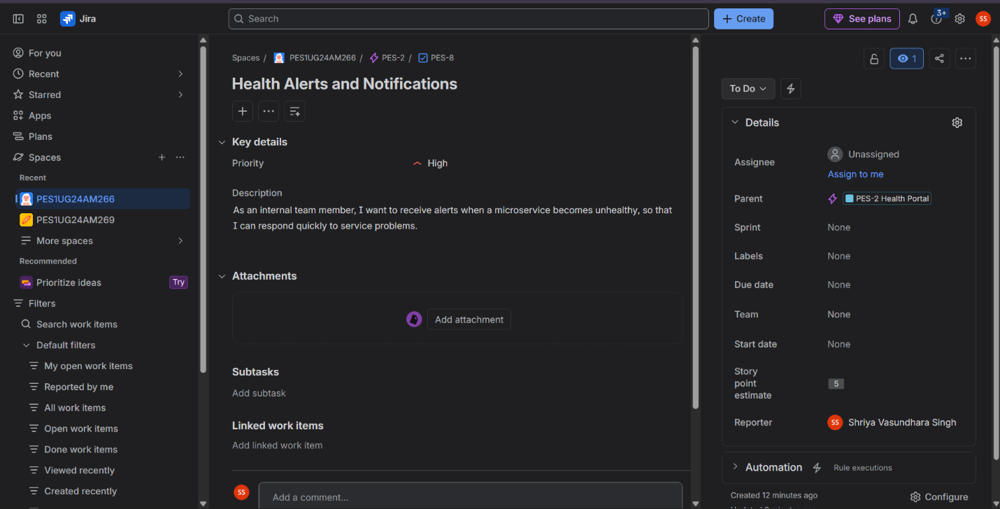 Jira
Search
+ Create
See plans
3+
SS
For you
Recent
Starred
Apps
Plans
Spaces
Recent
PES1UG24AM266
PES1UG24AM269
More spaces
Recommended
Prioritize ideas
Try
Filters
Search work items
Default filters
My open work items
Reported by me
All work items
Open work items
Done work items
Viewed recently
Created recently
Spaces / PES1UG24AM266 / PES-2 / PES-8
Health Alerts and Notifications
Key details
Priority
High
Description
As an internal team member, I want to receive alerts when a microservice becomes unhealthy, so that
I can respond quickly to service problems.
Attachments
Add attachment
Subtasks
Add subtask
Linked work items
Add linked work item
SS
Add a comment...
1
To Do
Details
Assignee
Unassigned
Assign to me
Parent
PES-2 Health Portal
Sprint
None
Labels
None
Due date
None
Team
None
Start date
None
Story
point
estimate
5
Reporter
SS
Shriya Vasundhara Singh
Automation
Rule executions
Created 12 minutes ago
Configure